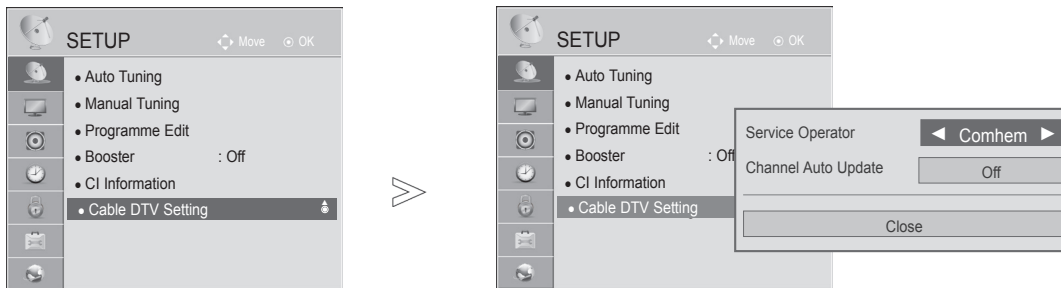 SETUP
Move OK
• Auto Tuning
• Manual Tuning
• Programme Edit
• Booster : Off
• CI Information
• Cable DTV Setting
SETUP
Move OK
• Auto Tuning
• Manual Tuning
• Programme Edit
• Booster : Off
• CI Information
• Cable DTV Setting
Service Operator ◀ Comhem ▶
Channel Auto Update Off
Close